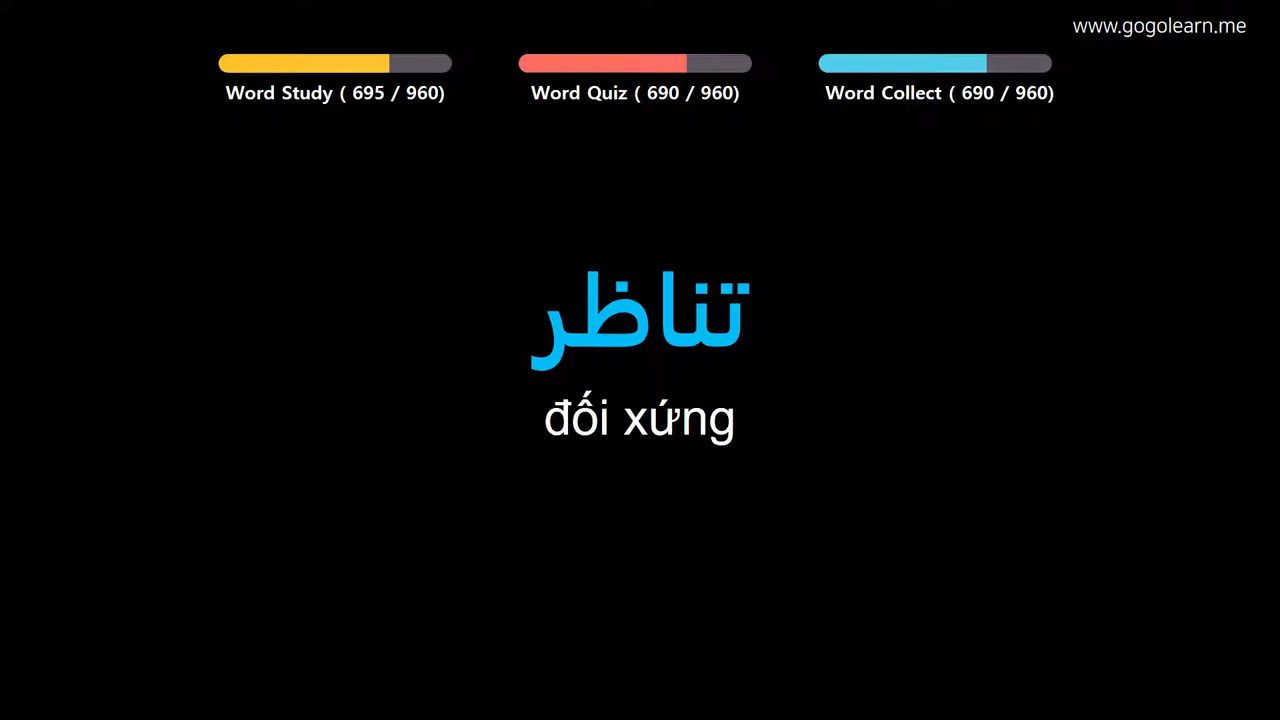 www.gogolearn.me
Word Study ( 695 / 960)
Word Quiz ( 690 / 960)
Word Collect ( 690 / 960)
تناظر
đối xứng